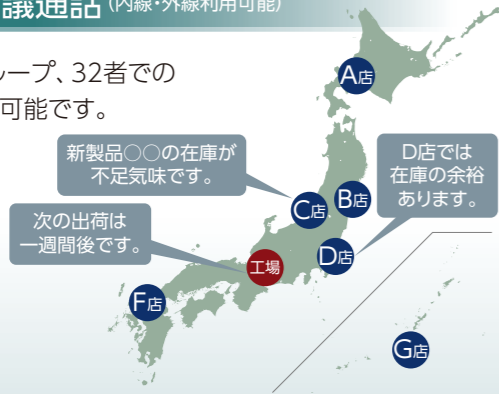 議通話(内線・外線利用可能)
ループ、32者での
可能です。
A店
新製品○○の在庫が
不足気味です。
D店では
在庫の余裕
あります。
C店
B店
次の出荷は
一週間後です。
工場
D店
F店
G店